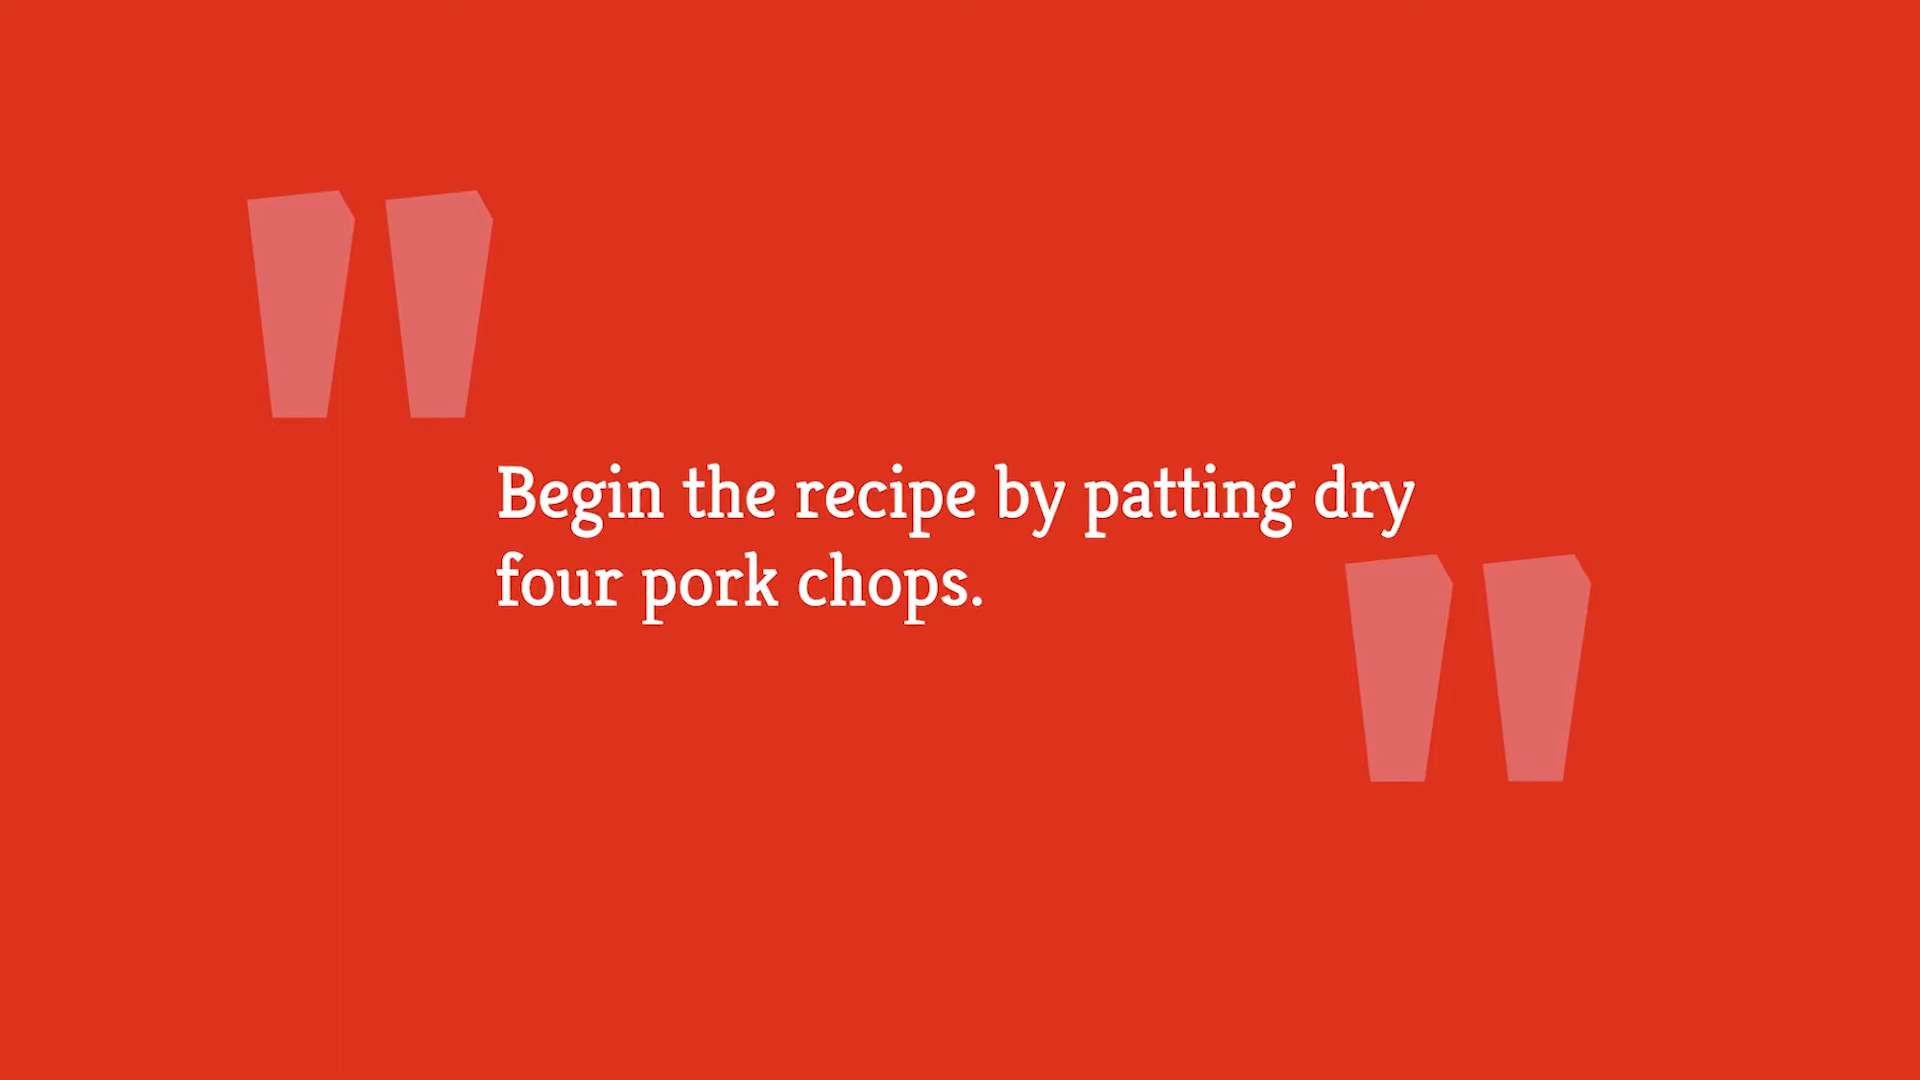 "
Begin the recipe by patting dry
four pork chops.
"